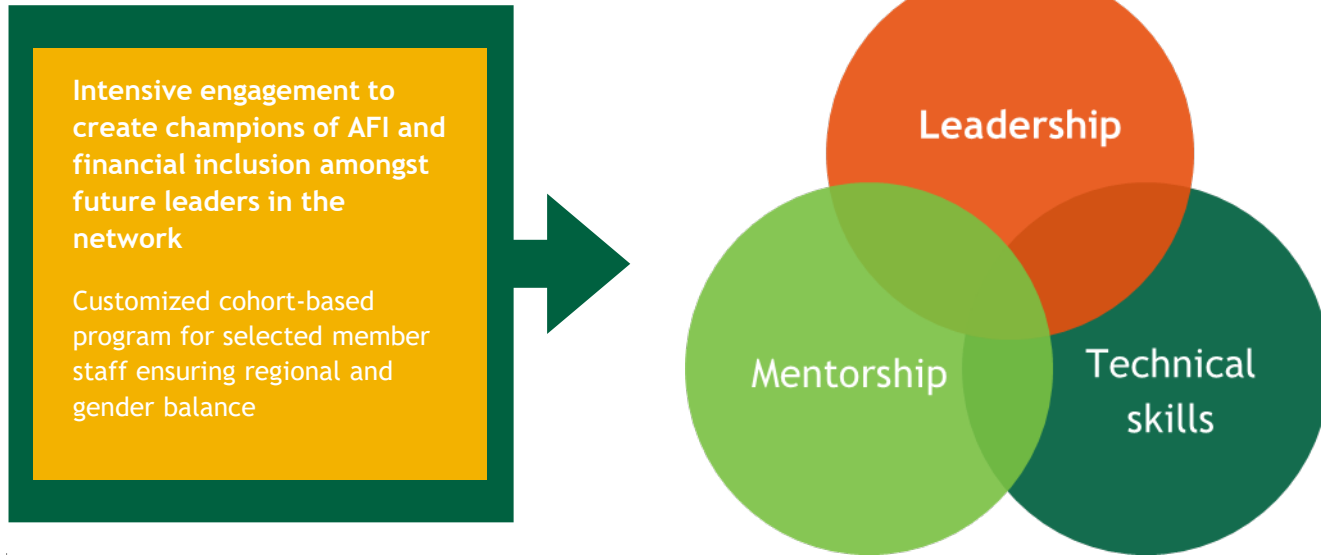 Intensive engagement to
create champions of AFI and
financial inclusion amongst
future leaders in the
network
Customized cohort-based
program for selected member
staff ensuring regional and
gender balance
Leadership
Mentorship
Technical
skills